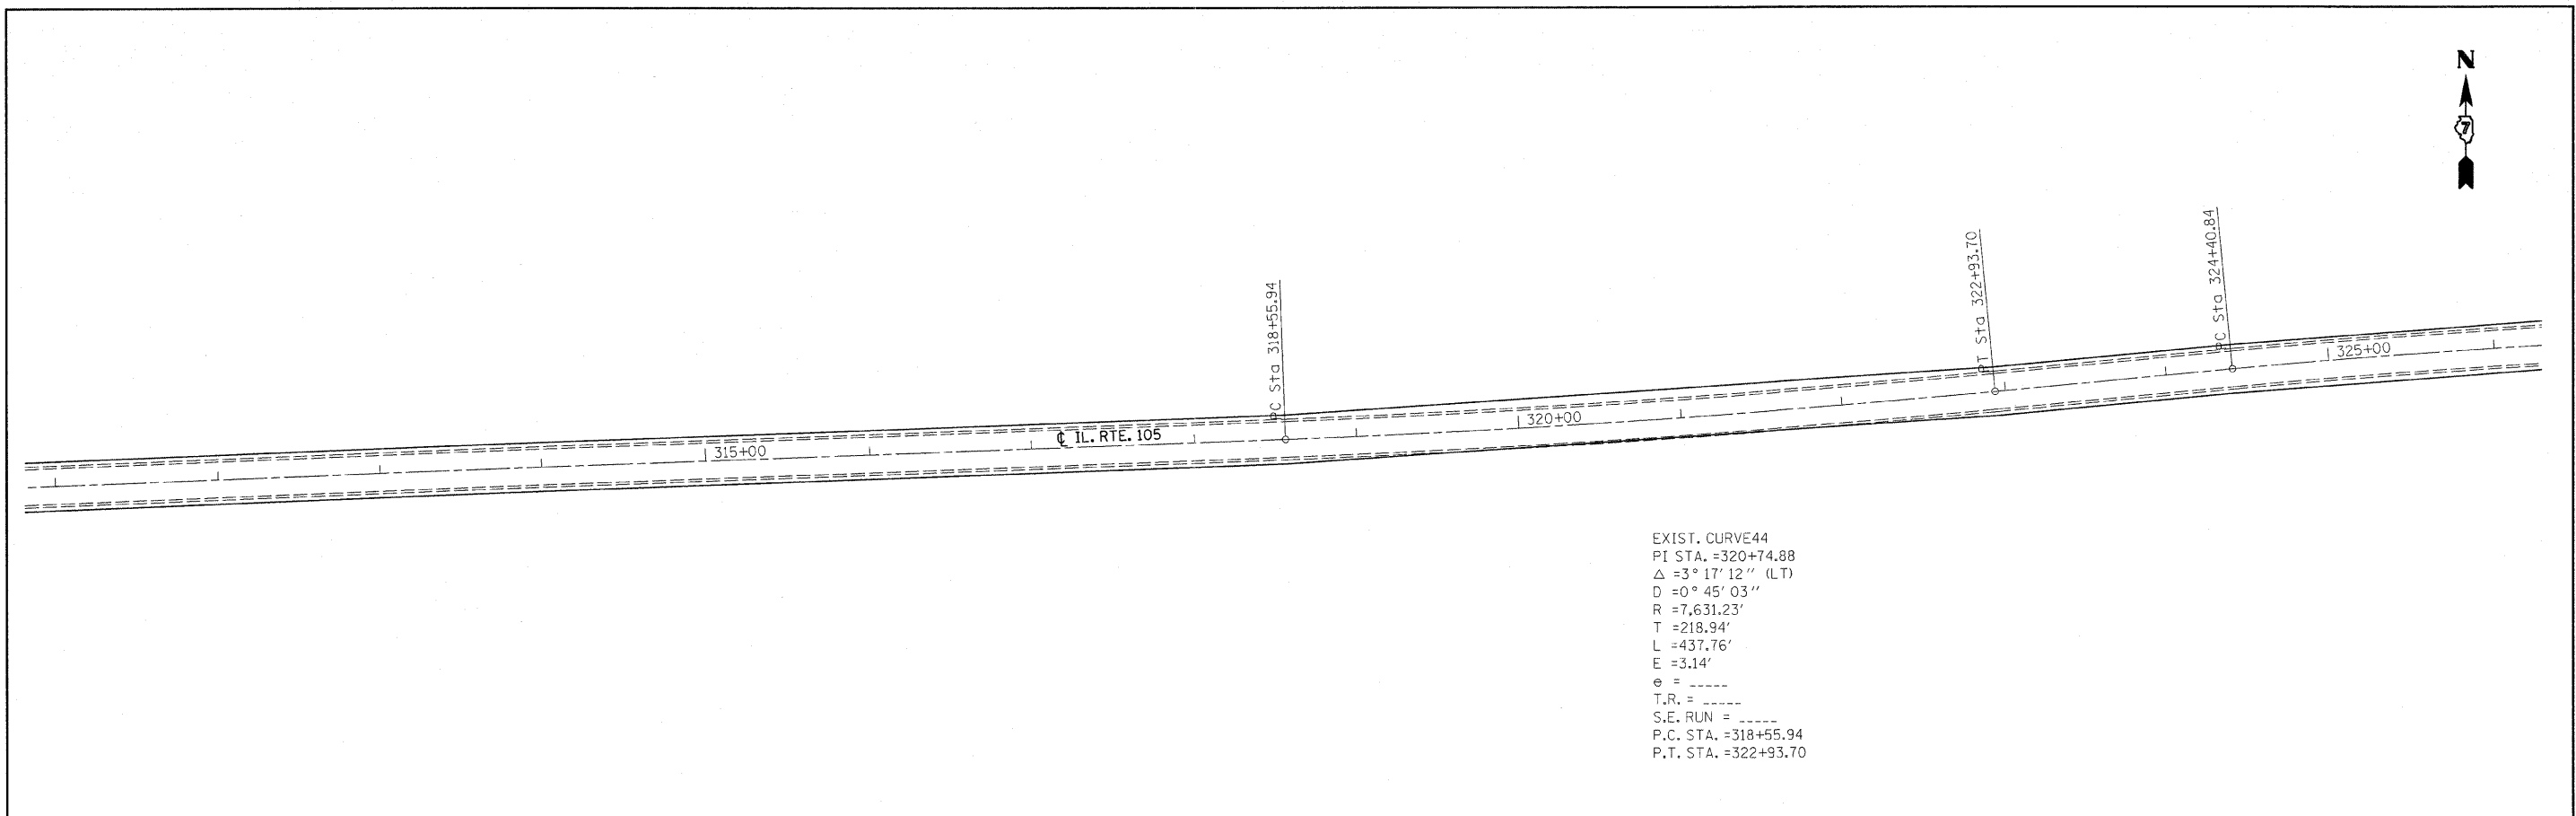 N
7
PC Sta 318+55.94
PT Sta 322+93.70
PC Sta 324+40.84
315+00
℄ IL. RTE. 105
320+00
325+00
EXIST. CURVE44
PI STA. =320+74.88
Δ =3° 17' 12" (LT)
D =0° 45' 03"
R =7,631.23'
T =218.94'
L =437.76'
E =3.14'
e = _____
T.R. = _____
S.E. RUN = _____
P.C. STA. =318+55.94
P.T. STA. =322+93.70